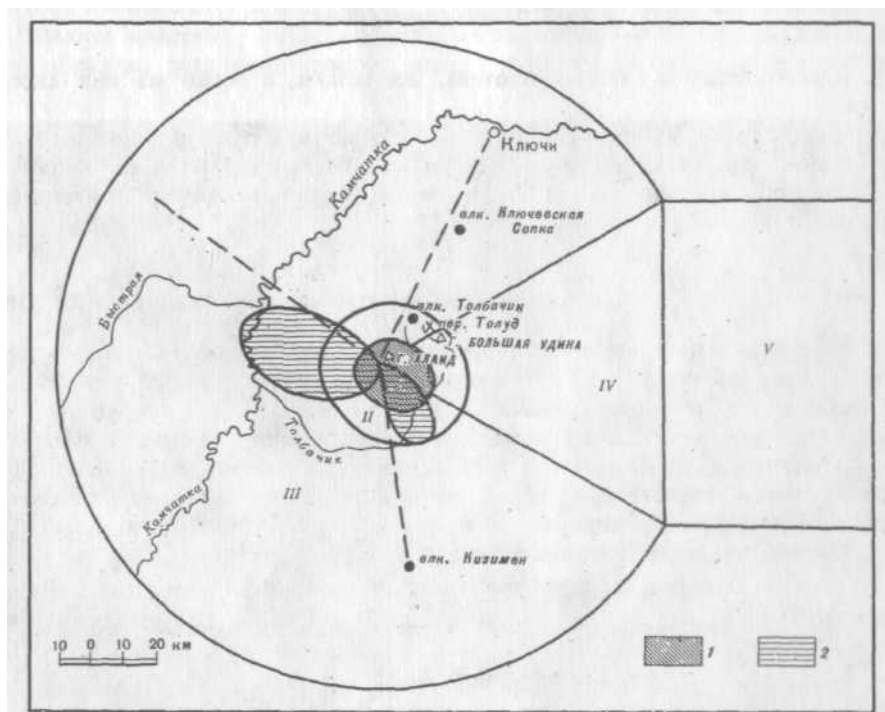 Ключи
Камчатка
влк. Ключевская
Сопка
Быстрая
влк. Толбачик
пер. Толуд
БОЛЬШАЯ УДИНА
IV
V
II
Толбачик
III
Камчатка
влк. Кизимен
10 0 10 20 км
1
2